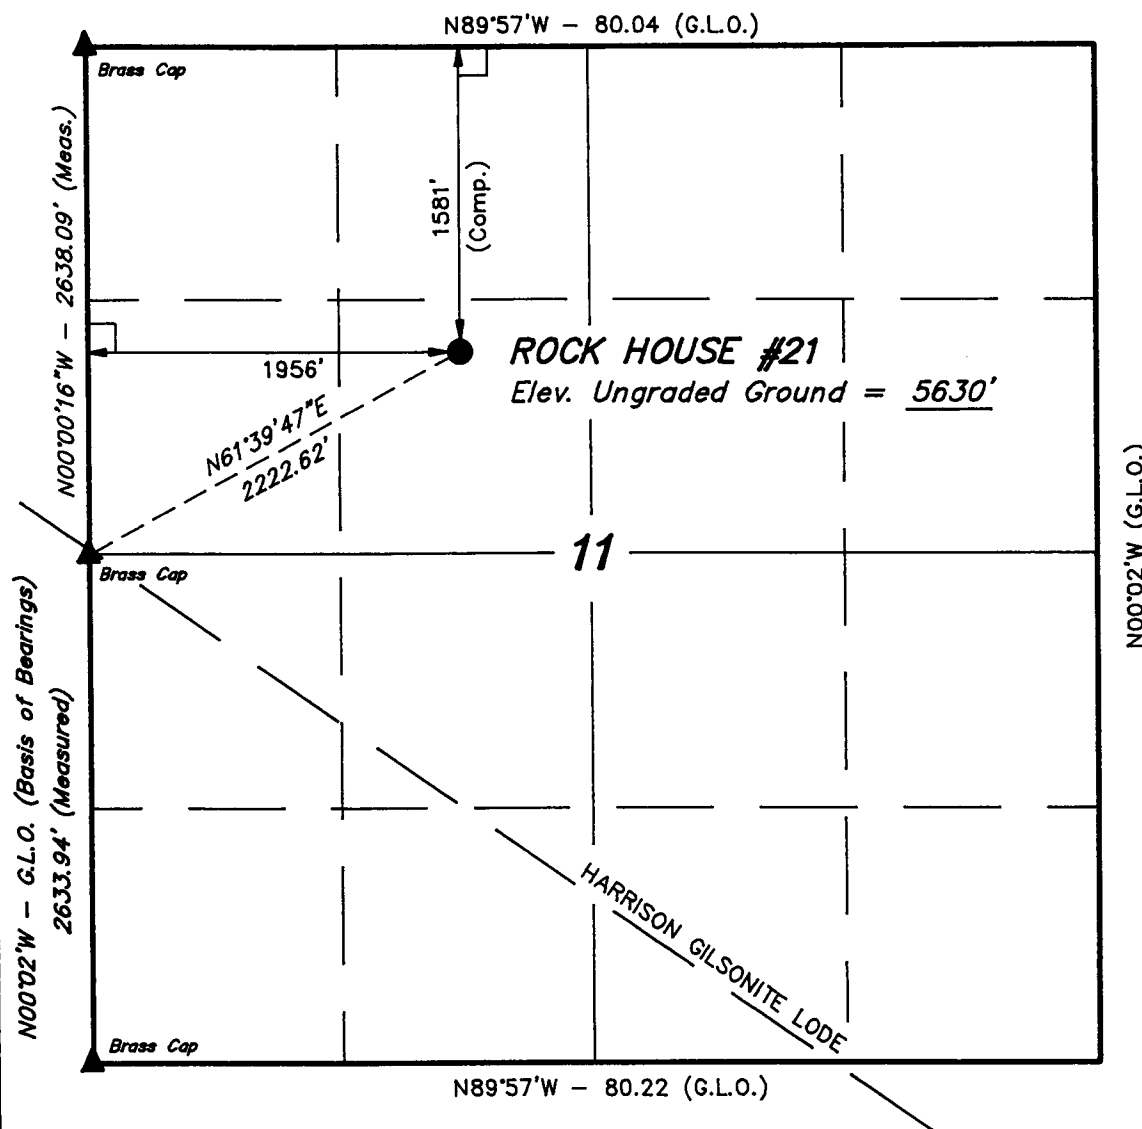 N89°57'W – 80.04 (G.L.O.)
Brass Cap
N00°00'16"W – 2638.09' (Meas.)
1581'
(Comp.)
1956'
ROCK HOUSE #21
Elev. Ungraded Ground = 5630'
N61°39'47"E
2222.62'
N00°02'W (G.L.O.)
11
Brass Cap
N00°02'W – G.L.O. (Basis of Bearings)
2633.94' (Measured)
HARRISON GILSONITE LODE
Brass Cap
N89°57'W – 80.22 (G.L.O.)